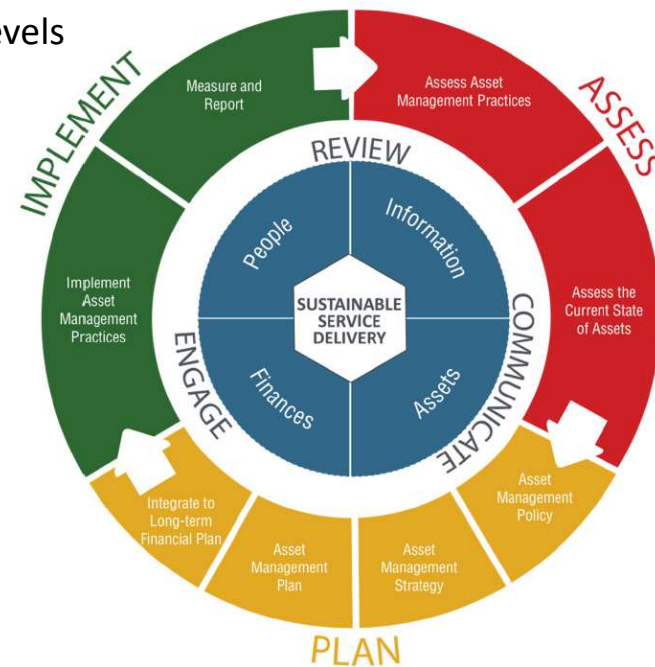 evels
IMPLEMENT
Measure and
Report
Assess Asset
Management Practices
ASSESS
REVIEW
People
Information
Implement
Asset
Management
Practices
SUSTAINABLE
SERVICE
DELIVERY
Assess the
Current State
of Assets
ENGAGE
COMMUNICATE
Finances
Assets
Integrate to
Long-term
Financial Plan
Asset
Management
Plan
Asset
Management
Strategy
Asset
Management
Policy
PLAN